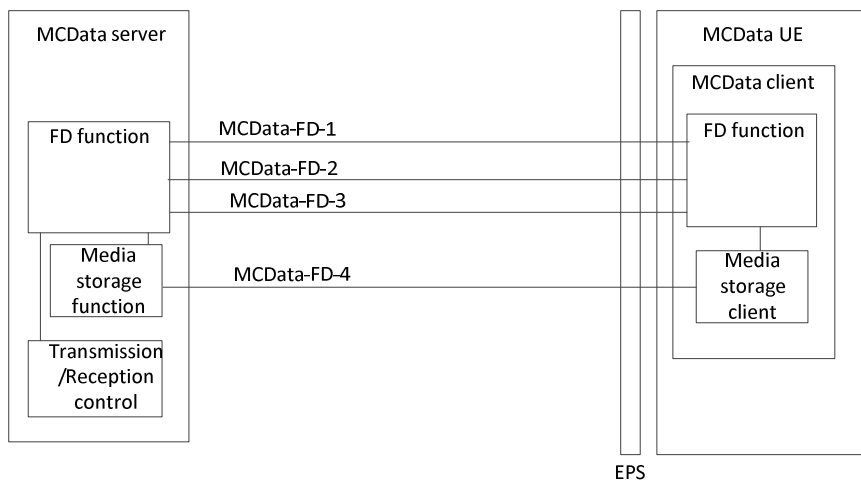 MCData server
MCData UE
MCData client
FD function
MCData-FD-1
FD function
MCData-FD-2
MCData-FD-3
Media
storage
function
MCData-FD-4
Media
storage
client
Transmission
/Reception
control
EPS